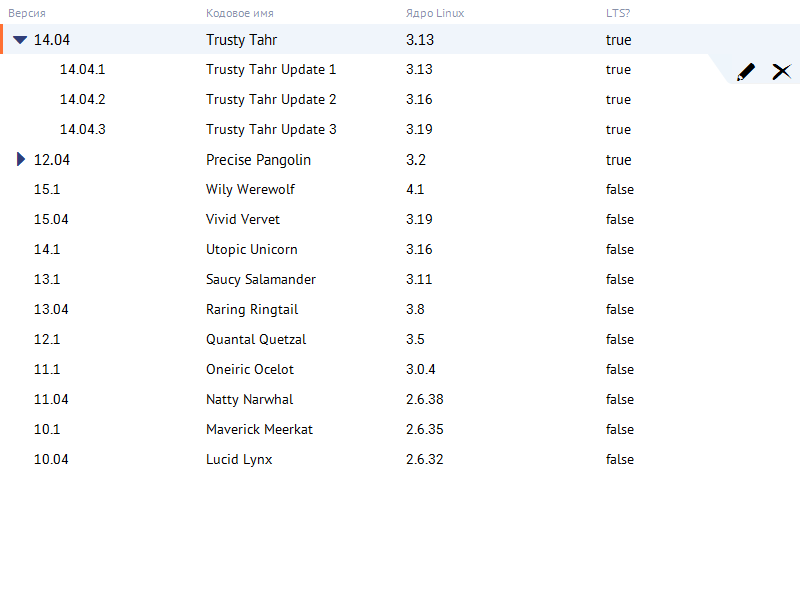 Версия Кодовое имя Ядро Linux LTS?
14.04 Trusty Tahr 3.13 true
14.04.1 Trusty Tahr Update 1 3.13 true
14.04.2 Trusty Tahr Update 2 3.16 true
14.04.3 Trusty Tahr Update 3 3.19 true
12.04 Precise Pangolin 3.2 true
15.1 Wily Werewolf 4.1 false
15.04 Vivid Vervet 3.19 false
14.1 Utopic Unicorn 3.16 false
13.1 Saucy Salamander 3.11 false
13.04 Raring Ringtail 3.8 false
12.1 Quantal Quetzal 3.5 false
11.1 Oneiric Ocelot 3.0.4 false
11.04 Natty Narwhal 2.6.38 false
10.1 Maverick Meerkat 2.6.35 false
10.04 Lucid Lynx 2.6.32 false